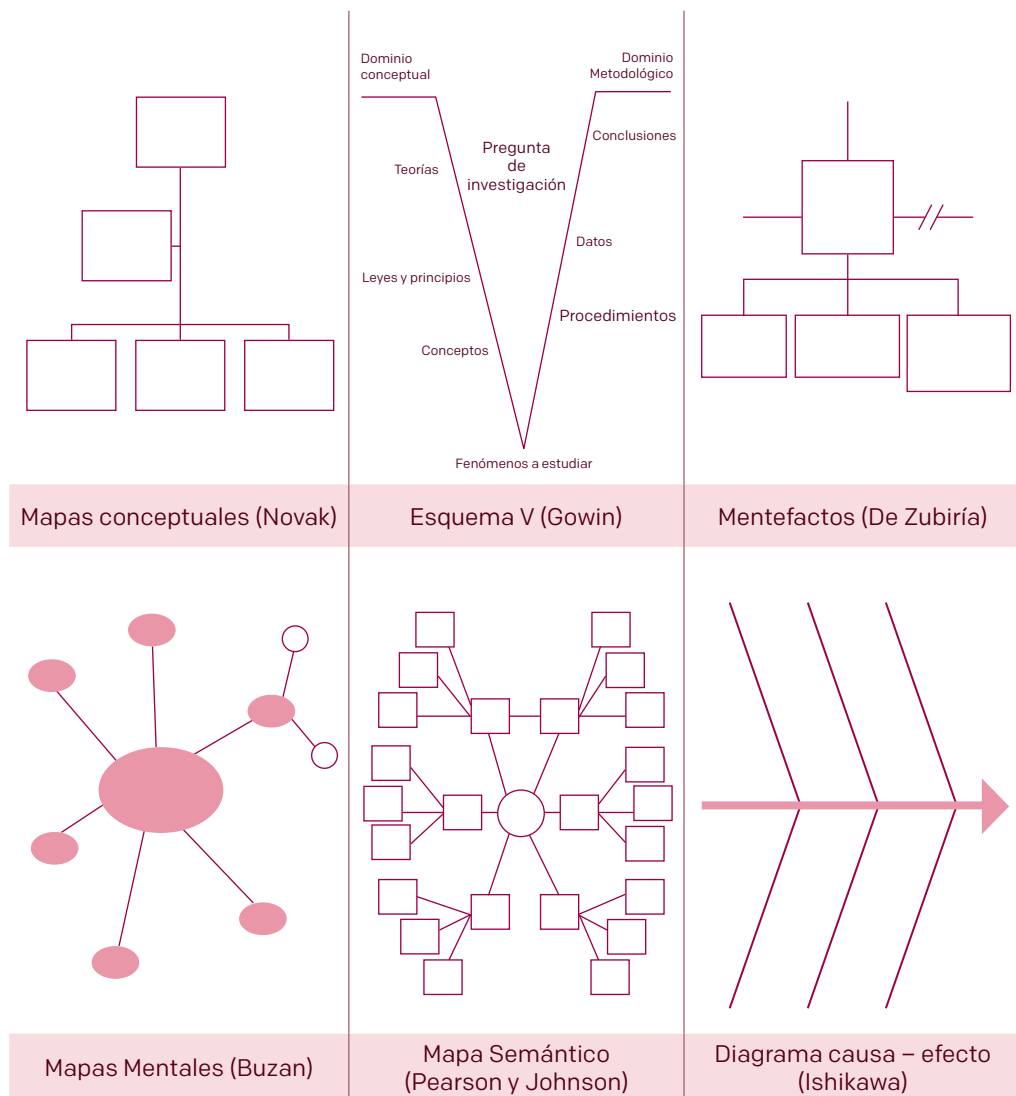 Dominio
conceptual
Dominio
Metodológico
Pregunta
de
investigación
Conclusiones
Teorías
Datos
Leyes y principios
Procedimientos
Conceptos
Fenómenos a estudiar
Mapas conceptuales (Novak)
Esquema V (Gowin)
Mentefactos (De Zubiría)
Mapas Mentales (Buzan)
Mapa Semántico
(Pearson y Johnson)
Diagrama causa – efecto
(Ishikawa)